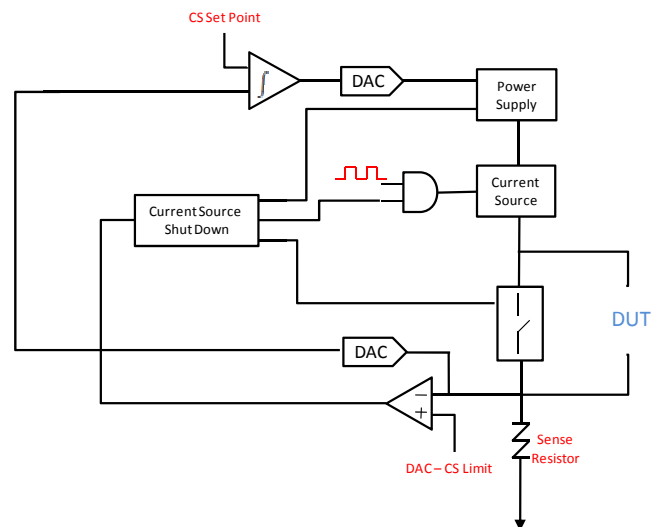 CS Set Point
∫
DAC
Power
Supply
Current Source
Shut Down
Current
Source
DUT
DAC
−
+
DAC – CS Limit
Sense
Resistor